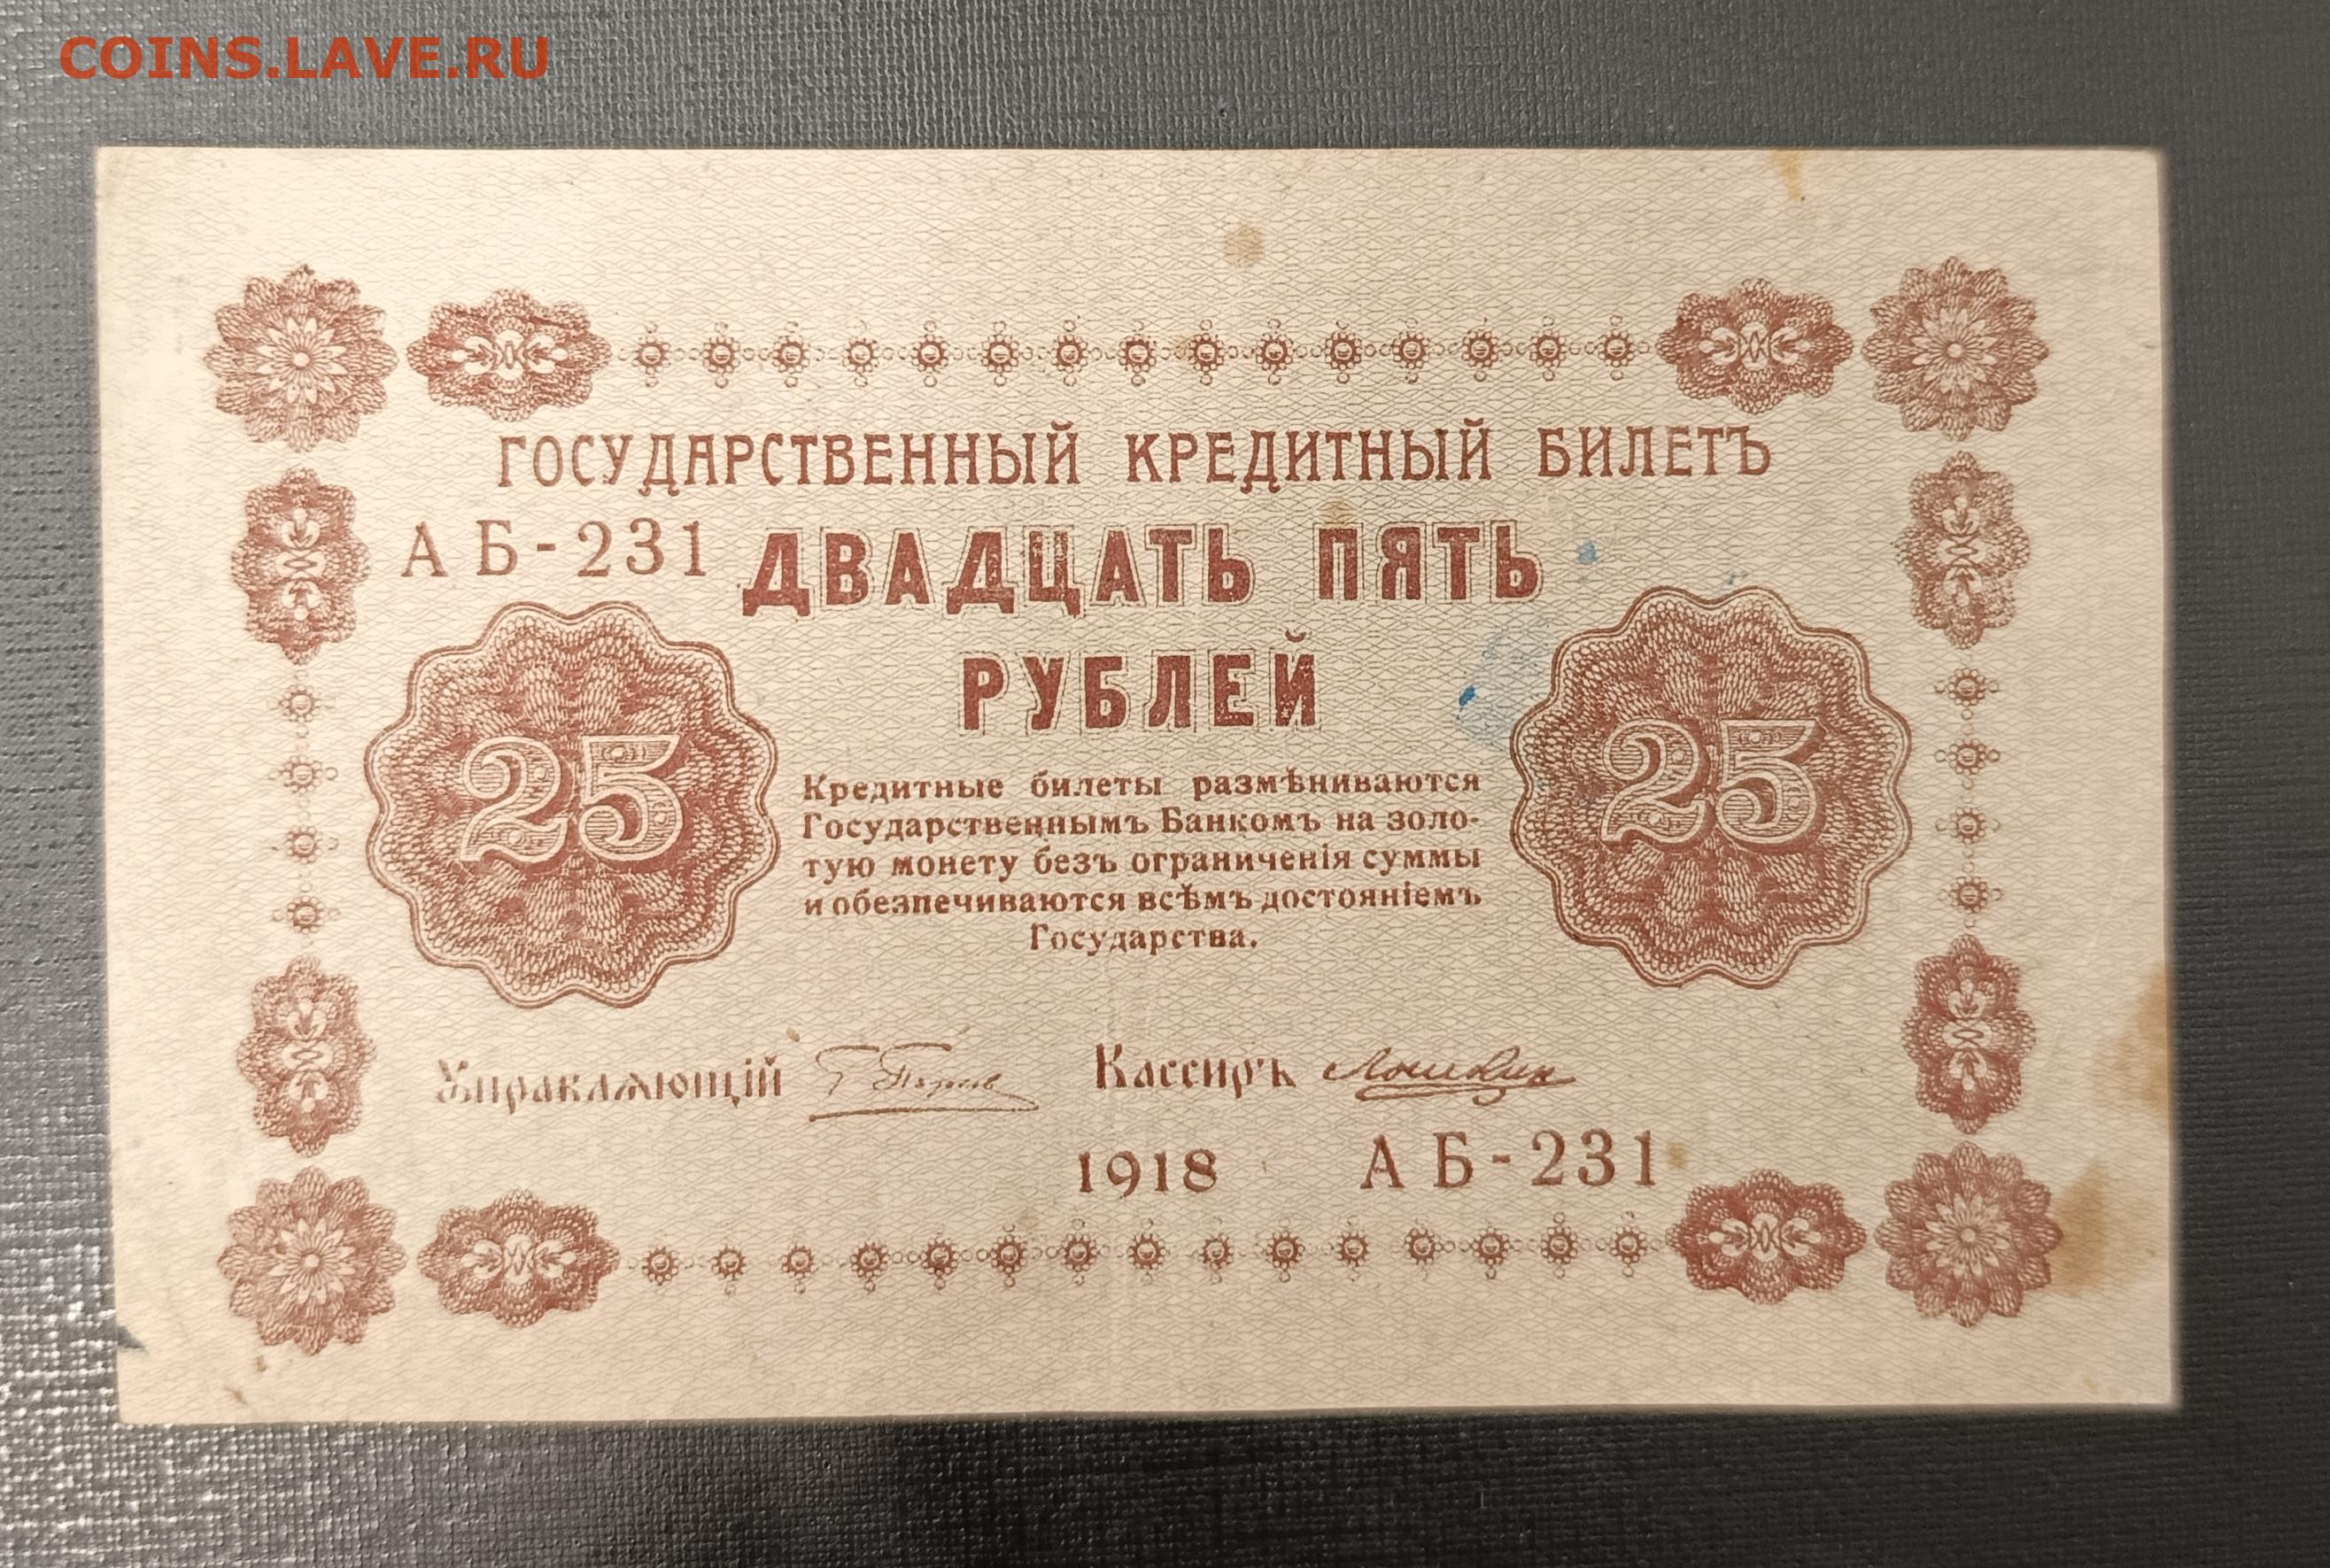 COINS.LAVE.RU
ГОСУДАРСТВЕННЫЙ КРЕДИТНЫЙ БИЛЕТЪ
АБ-231 ДВАДЦАТЬ ПЯТЬ
РУБЛЕЙ
25 25
Кредитные билеты размѣниваются
Государственнымъ Банкомъ на золо-
тую монету безъ ограниченія суммы
и обезпечиваются всѣмъ достояніемъ
Государства.
Управляющій Кассиръ
1918 АБ-231